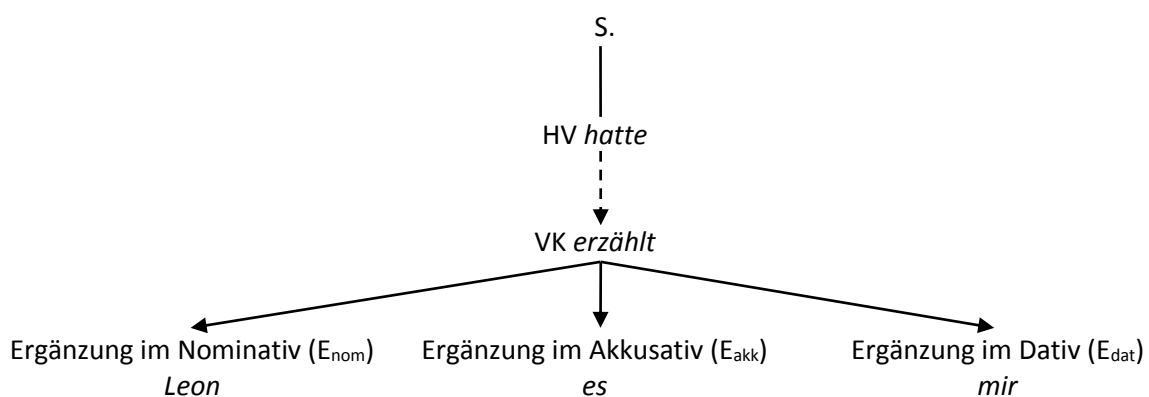 S.
HV hatte
VK erzählt
Ergänzung im Nominativ (Enom) Ergänzung im Akkusativ (Eakk) Ergänzung im Dativ (Edat)
Leon es mir